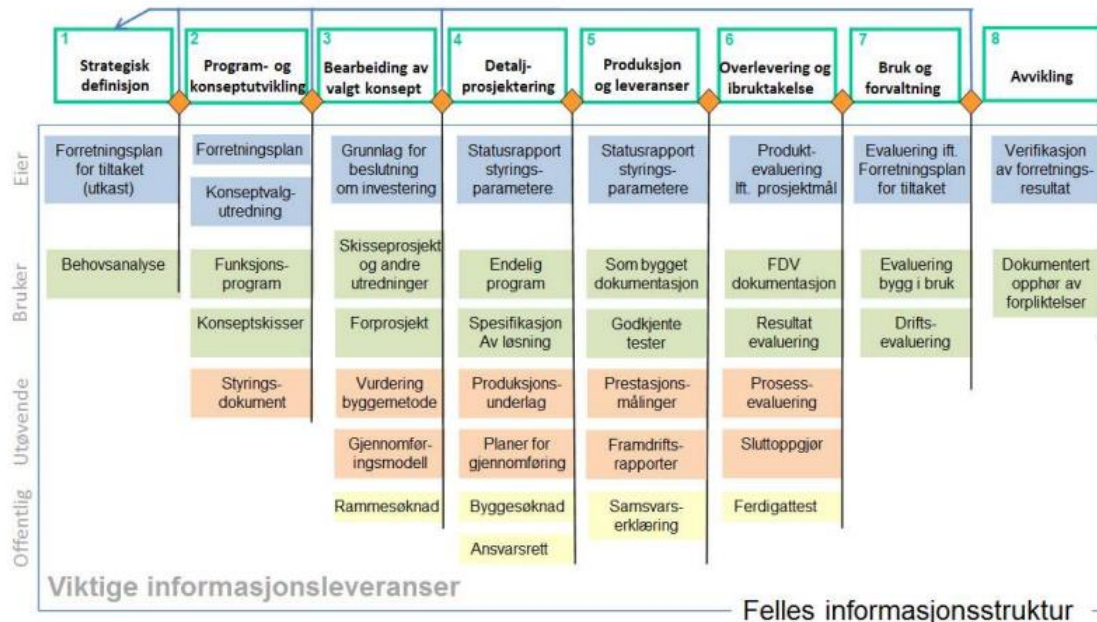 1
Strategisk
definisjon
2
Program- og
konseptutvikling
3
Bearbeiding av
valgt konsept
4
Detalj-
prosjektering
5
Produksjon
og leveranser
6
Overlevering og
ibruktakelse
7
Bruk og
forvaltning
8
Avvikling
Eier
Forretningsplan
for tiltaket
(utkast)
Forretningsplan
Konseptvalg-
utredning
Grunnlag for
beslutning
om investering
Statusrapport
styrings-
parametere
Statusrapport
styrings-
parametere
Produkt-
evaluering
Ift. prosjektmål
Evaluering ift.
Forretningsplan
for tiltaket
Verifikasjon
av forretnings-
resultat
Bruker
Behovsanalyse
Funksjons-
program
Konseptskisser
Skisseprosjekt
og andre
utredninger
Forprosjekt
Endelig
program
Spesifikasjon
Av løsning
Som bygget
dokumentasjon
Godkjente
tester
FDV
dokumentasjon
Resultat
evaluering
Evaluering
bygg i bruk
Drifts-
evaluering
Dokumentert
opphør av
forpliktelser
Utøvende
Styrings-
dokument
Vurdering
byggemetode
Gjennomfør-
ingsmodell
Produksjons-
underlag
Planer for
gjennomføring
Prestasjons-
målinger
Framdrifts-
rapporter
Prosess-
evaluering
Sluttoppgjør
Offentlig
Rammesøknad
Byggesøknad
Ansvarsrett
Samsvars-
erklæring
Ferdigattest
Viktige informasjonsleveranser
Felles informasjonsstruktur